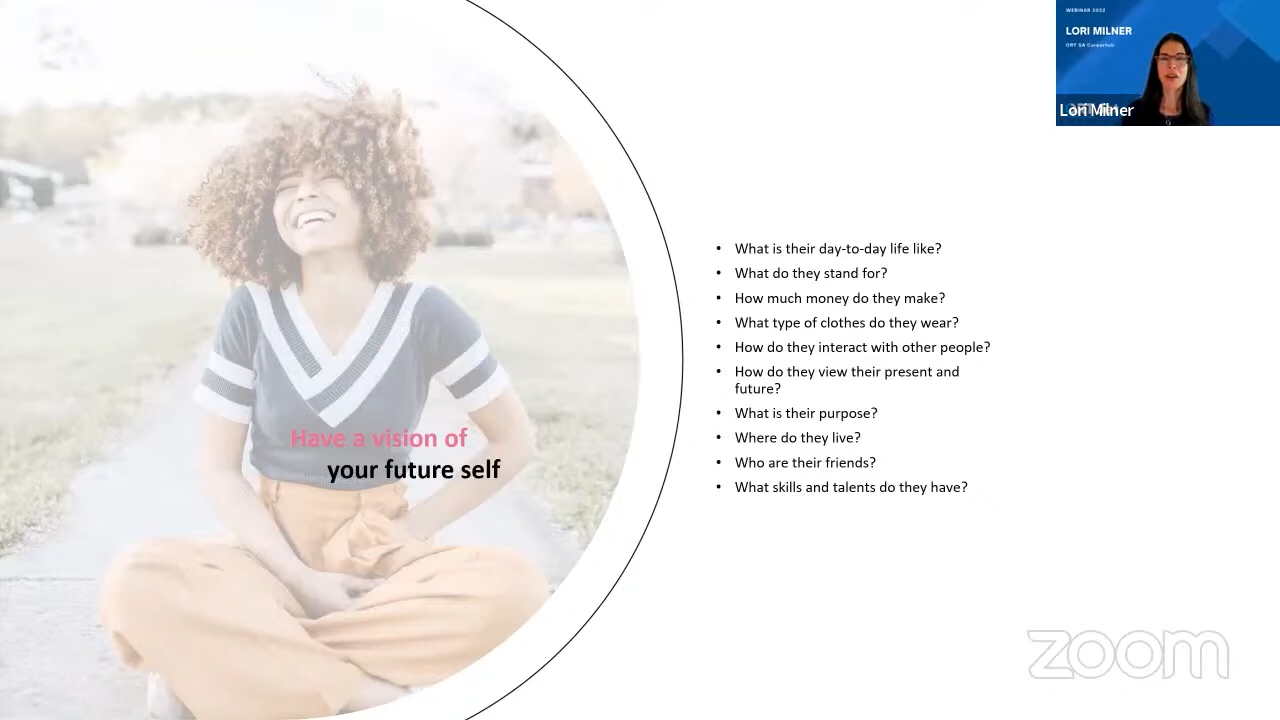 WEBINAR 2022
LORI MILNER
ORT SA CareerHub
Lori Milner
• What is their day-to-day life like?
• What do they stand for?
• How much money do they make?
• What type of clothes do they wear?
• How do they interact with other people?
• How do they view their present and
future?
• What is their purpose?
• Where do they live?
• Who are their friends?
• What skills and talents do they have?
Have a vision of
your future self
zoom